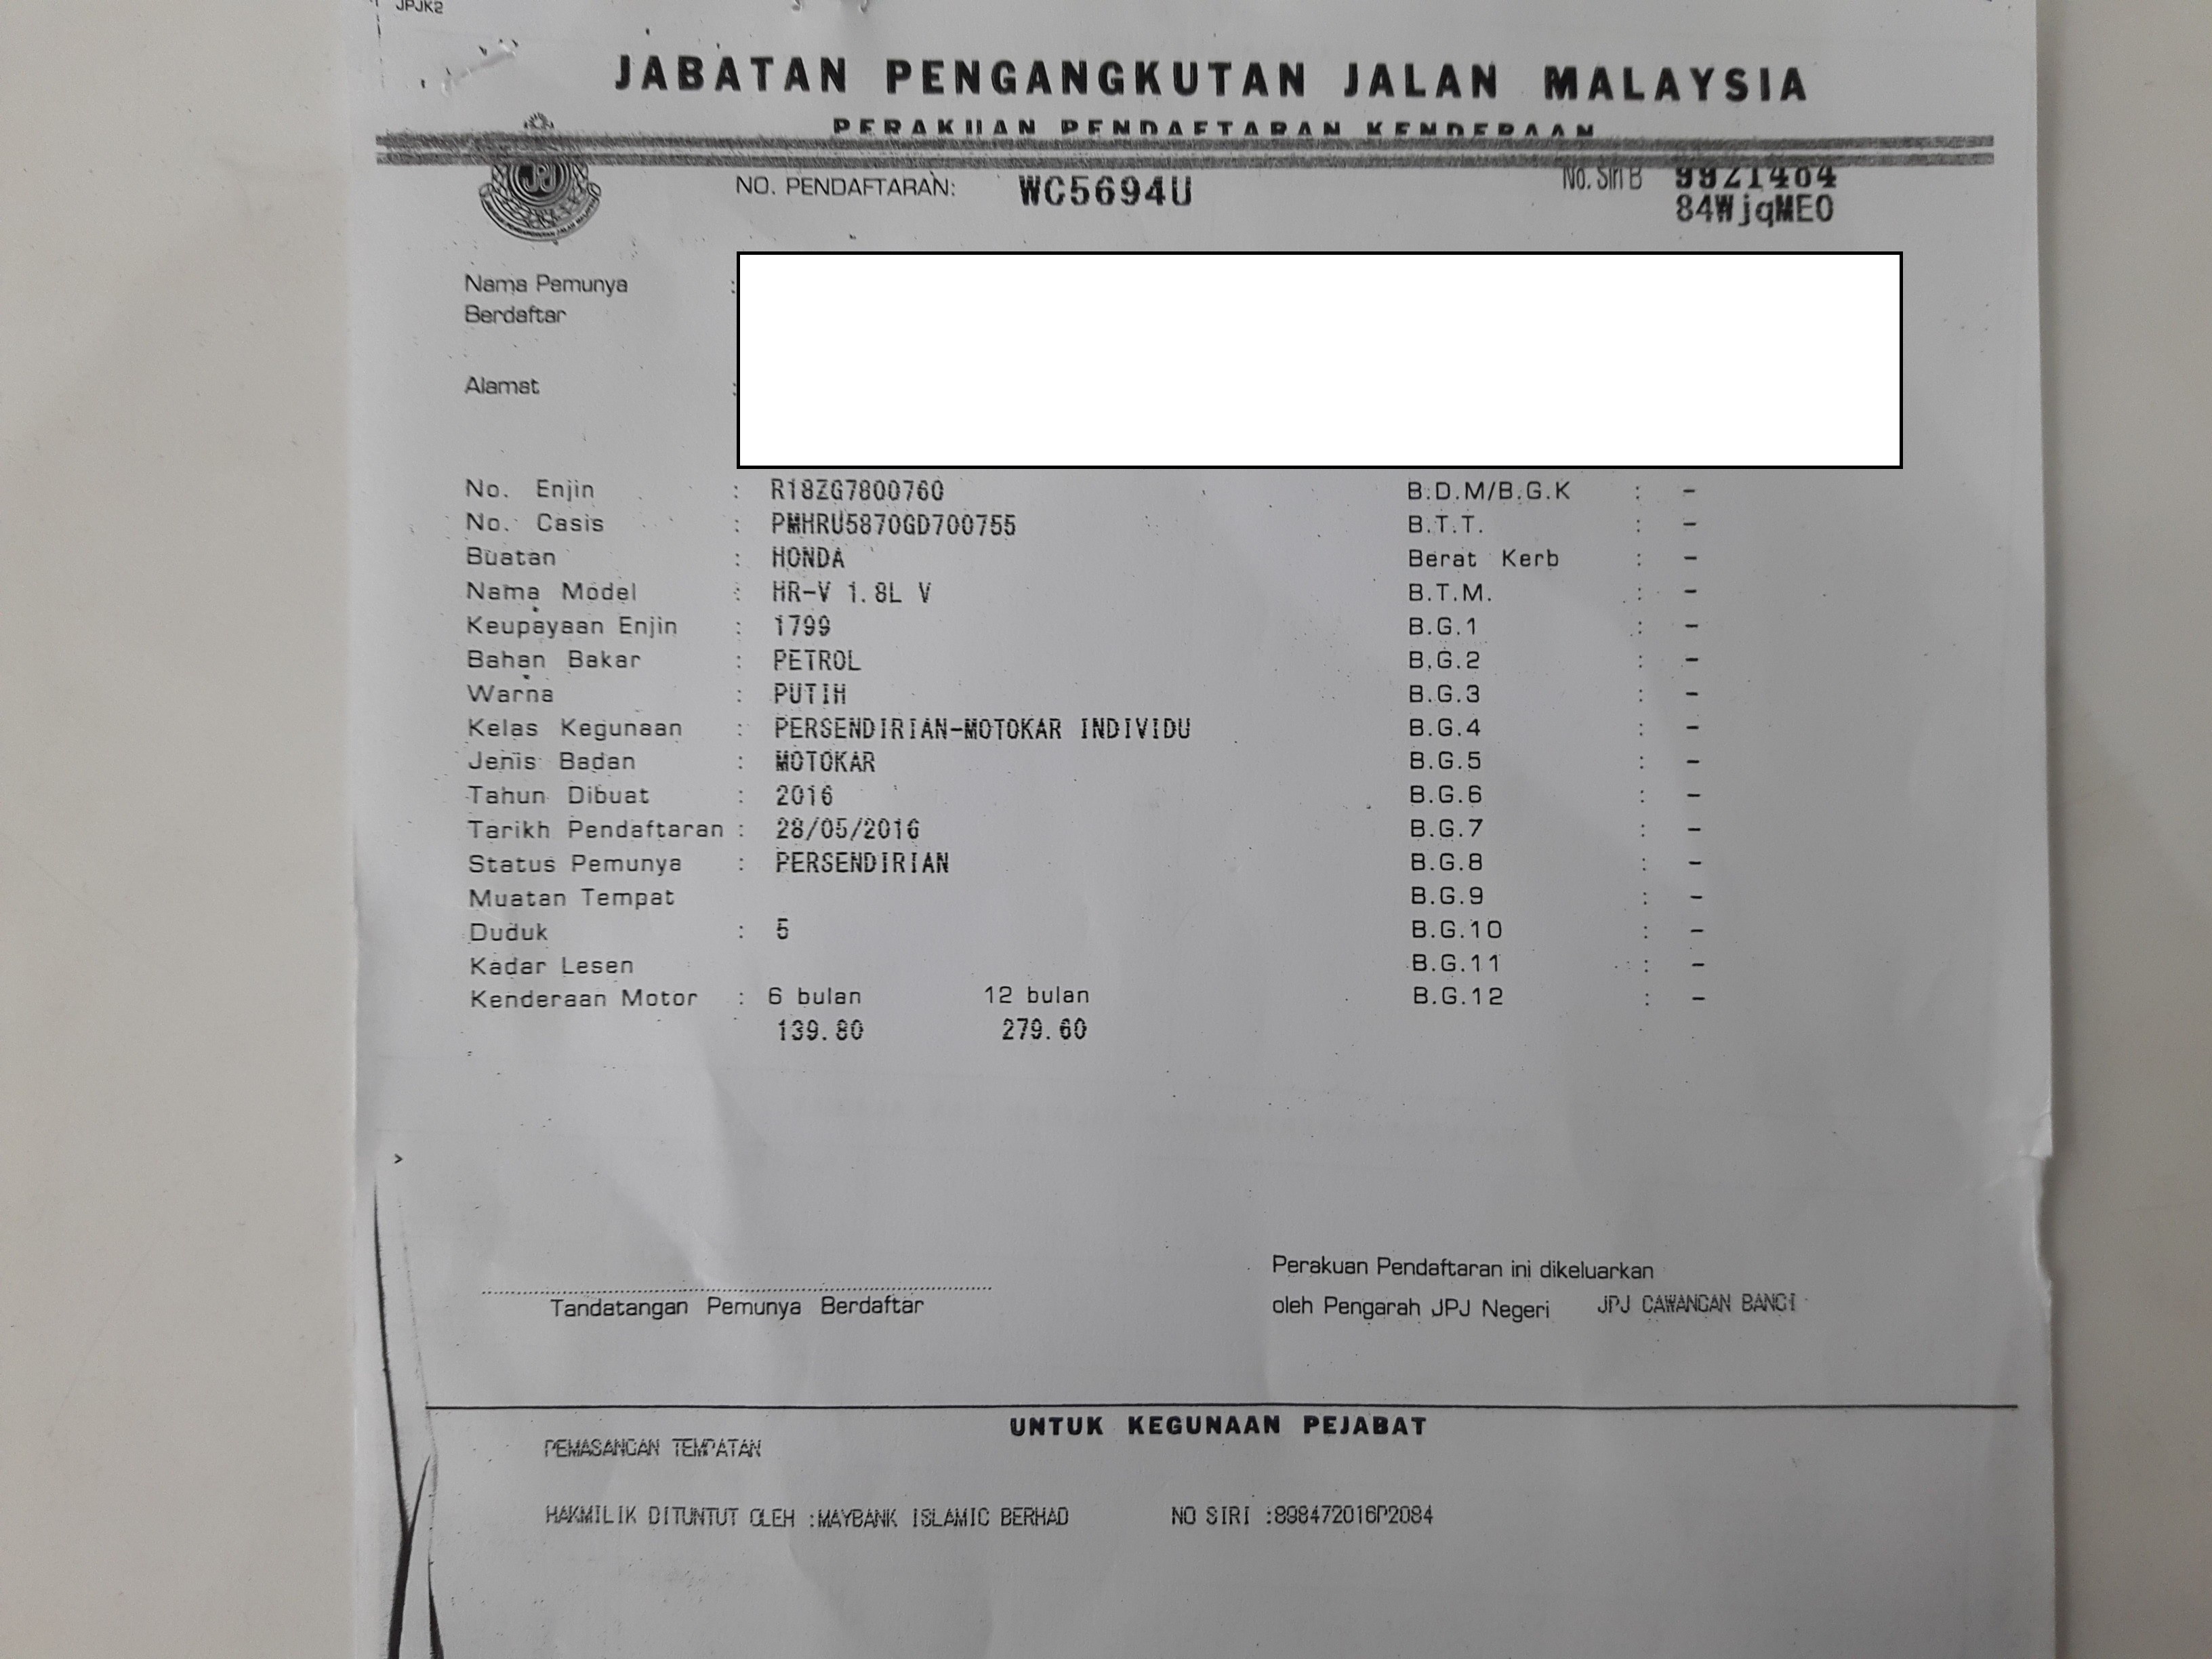 JPJK2
JABATAN PENGANGKUTAN JALAN MALAYSIA
PERAKUAN PENDAFTARAN KENDERAAN
NO. PENDAFTARAN: WC5694U No. Siri B 9921464
84WjqMEO
Nama Pemunya :
Berdaftar
Alamat :
No. Enjin : R18ZG7800760 B.D.M/B.G.K : -
No. Casis : PMHRU5870GD700755 B.T.T. : -
Buatan : HONDA Berat Kerb : -
Nama Model : HR-V 1.8L V B.T.M. : -
Keupayaan Enjin : 1799 B.G.1 : -
Bahan Bakar : PETROL B.G.2 : -
Warna : PUTIH B.G.3 : -
Kelas Kegunaan : PERSENDIRIAN-MOTOKAR INDIVIDU B.G.4 : -
Jenis Badan : MOTOKAR B.G.5 : -
Tahun Dibuat : 2016 B.G.6 : -
Tarikh Pendaftaran : 28/05/2016 B.G.7 : -
Status Pemunya : PERSENDIRIAN B.G.8 : -
Muatan Tempat B.G.9 : -
Duduk : 5 B.G.10 : -
Kadar Lesen B.G.11 : -
Kenderaan Motor : 6 bulan 12 bulan B.G.12 : -
139.80 279.60
Perakuan Pendaftaran ini dikeluarkan
Tandatangan Pemunya Berdaftar oleh Pengarah JPJ Negeri JPJ CAWANGAN BANGI
UNTUK KEGUNAAN PEJABAT
PEMASANGAN TEMPATAN
HAKMILIK DITUNTUT OLEH :MAYBANK ISLAMIC BERHAD NO SIRI :898472016P2084